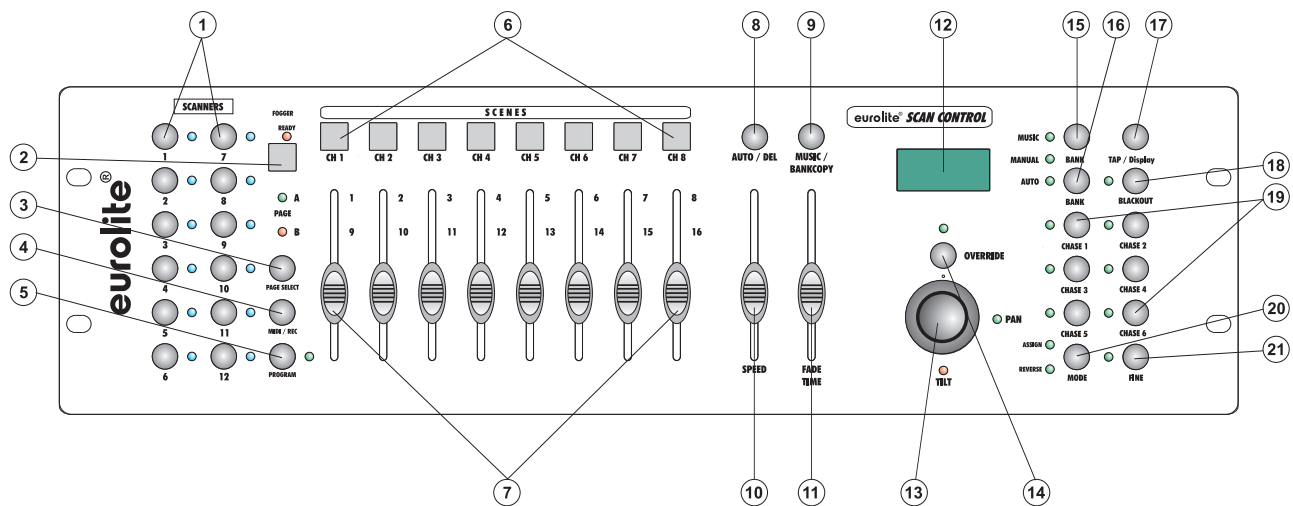 1
6
8
9
12
15
16
17
SCANNERS
FOGGER
READY
SCENES
eurolite® SCAN CONTROL
1
7
CH 1
CH 2
CH 3
CH 4
CH 5
CH 6
CH 7
CH 8
AUTO / DEL
MUSIC /
BANKCOPY
MUSIC
MANUAL
AUTO
BANK
TAP / Display
2
18
eurolite®
2
8
A
PAGE
B
1
2
3
4
5
6
7
8
BANK
BLACKOUT
3
19
3
9
9
10
11
12
13
14
15
16
CHASE 1
CHASE 2
4
OVERRIDE
4
10
PAGE SELECT
CHASE 3
CHASE 4
5
20
5
11
MIDI / REC
PAN
CHASE 5
CHASE 6
ASSIGN
REVERSE
21
6
12
PROGRAM
SPEED
FADE
TIME
TILT
MODE
FINE
7
10
11
13
14